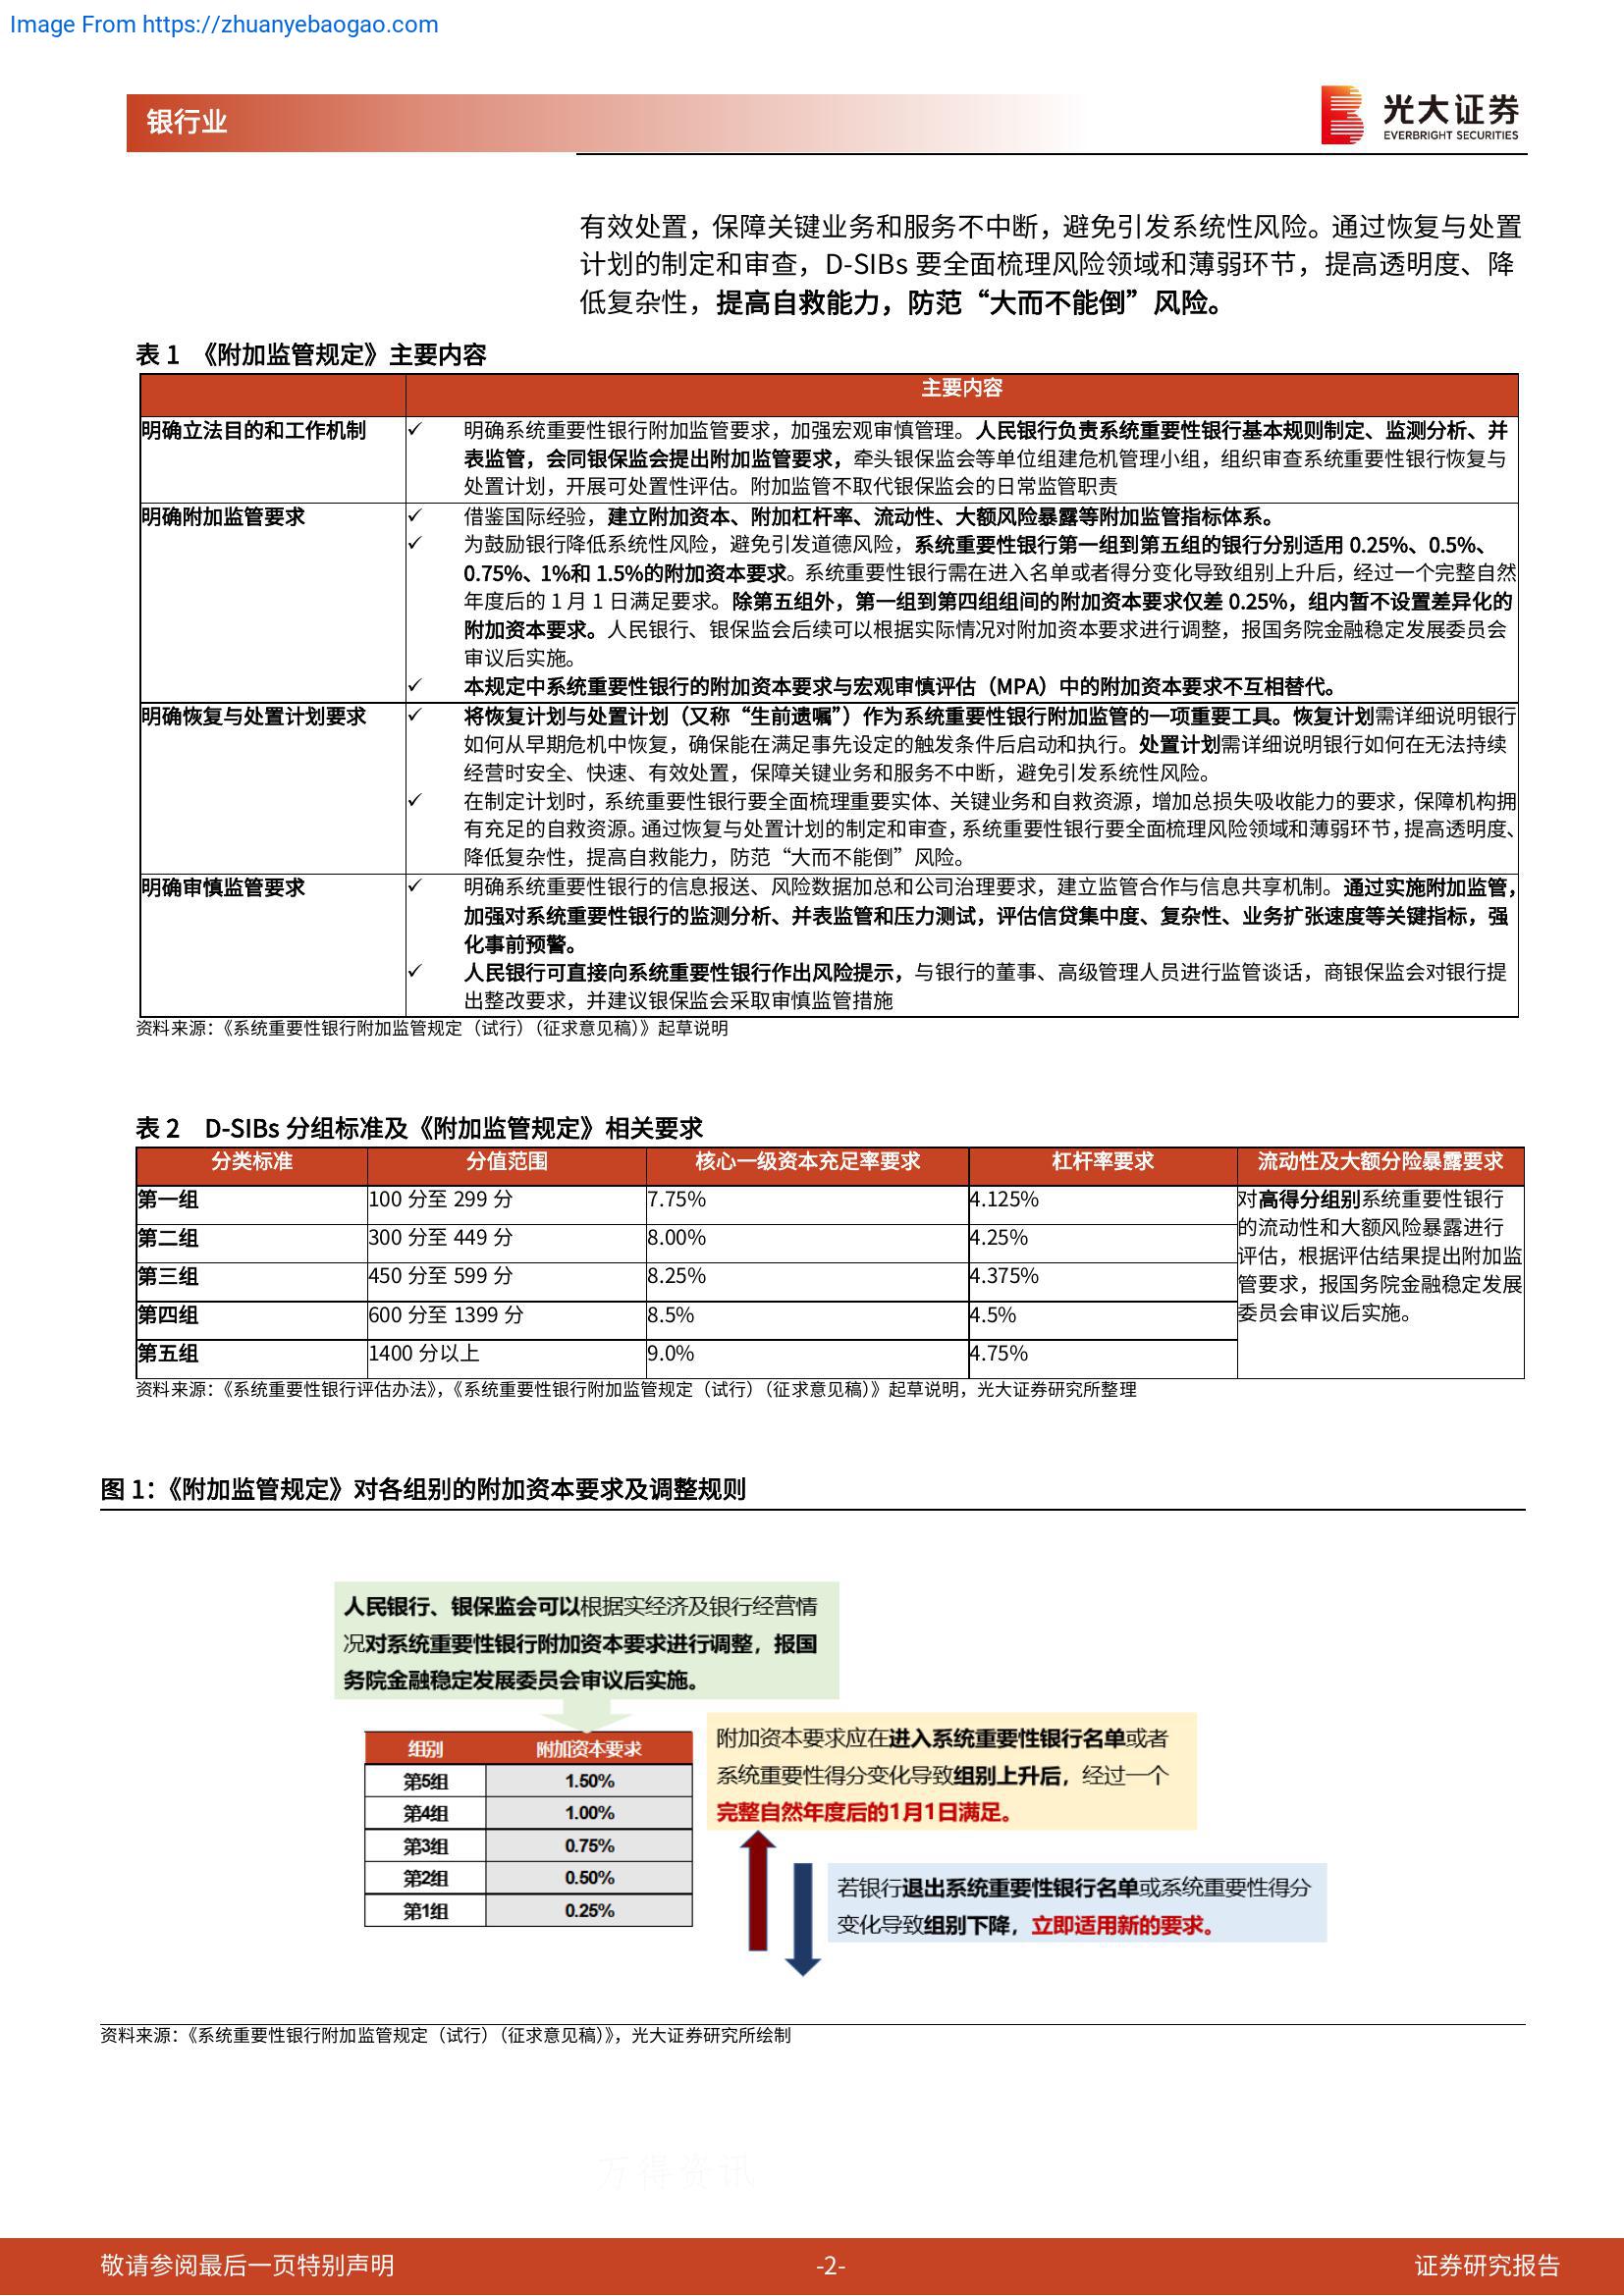 Image From https://zhuanyebaogao.com
银行业
光大证券
EVERBRIGHT SECURITIES
有效处置，保障关键业务和服务不中断，避免引发系统性风险。通过恢复与处置
计划的制定和审查，D-SIBs 要全面梳理风险领域和薄弱环节，提高透明度、降
低复杂性，提高自救能力，防范“大而不能倒”风险。
表 1 《附加监管规定》主要内容
主要内容
明确立法目的和工作机制
✓ 明确系统重要性银行附加监管要求，加强宏观审慎管理。人民银行负责系统重要性银行基本规则制定、监测分析、并
表监管，会同银保监会提出附加监管要求，牵头银保监会等单位组建危机管理小组，组织审查系统重要性银行恢复与
处置计划，开展可处置性评估。附加监管不取代银保监会的日常监管职责
明确附加监管要求
✓ 借鉴国际经验，建立附加资本、附加杠杆率、流动性、大额风险暴露等附加监管指标体系。
✓ 为鼓励银行降低系统性风险，避免引发道德风险，系统重要性银行第一组到第五组的银行分别适用 0.25%、0.5%、
0.75%、1%和 1.5%的附加资本要求。系统重要性银行需在进入名单或者得分变化导致组别上升后，经过一个完整自然
年度后的 1 月 1 日满足要求。除第五组外，第一组到第四组组间的附加资本要求仅差 0.25%，组内暂不设置差异化的
附加资本要求。人民银行、银保监会后续可以根据实际情况对附加资本要求进行调整，报国务院金融稳定发展委员会
审议后实施。
✓ 本规定中系统重要性银行的附加资本要求与宏观审慎评估（MPA）中的附加资本要求不互相替代。
明确恢复与处置计划要求
✓ 将恢复计划与处置计划（又称“生前遗嘱”）作为系统重要性银行附加监管的一项重要工具。恢复计划需详细说明银行
如何从早期危机中恢复，确保能在满足事先设定的触发条件后启动和执行。处置计划需详细说明银行如何在无法持续
经营时安全、快速、有效处置，保障关键业务和服务不中断，避免引发系统性风险。
✓ 在制定计划时，系统重要性银行要全面梳理重要实体、关键业务和自救资源，增加总损失吸收能力的要求，保障机构拥
有充足的自救资源。通过恢复与处置计划的制定和审查，系统重要性银行要全面梳理风险领域和薄弱环节，提高透明度、
降低复杂性，提高自救能力，防范“大而不能倒”风险。
明确审慎监管要求
✓ 明确系统重要性银行的信息报送、风险数据加总和公司治理要求，建立监管合作与信息共享机制。通过实施附加监管，
加强对系统重要性银行的监测分析、并表监管和压力测试，评估信贷集中度、复杂性、业务扩张速度等关键指标，强
化事前预警。
✓ 人民银行可直接向系统重要性银行作出风险提示，与银行的董事、高级管理人员进行监管谈话，商银保监会对银行提
出整改要求，并建议银保监会采取审慎监管措施
资料来源：《系统重要性银行附加监管规定（试行）（征求意见稿）》起草说明
表 2 D-SIBs 分组标准及《附加监管规定》相关要求
分类标准 分值范围 核心一级资本充足率要求 杠杆率要求 流动性及大额分险暴露要求
第一组 100 分至 299 分 7.75% 4.125%
第二组 300 分至 449 分 8.00% 4.25%
第三组 450 分至 599 分 8.25% 4.375%
第四组 600 分至 1399 分 8.5% 4.5%
第五组 1400 分以上 9.0% 4.75%
对高得分组别系统重要性银行
的流动性和大额风险暴露进行
评估，根据评估结果提出附加监
管要求，报国务院金融稳定发展
委员会审议后实施。
资料来源：《系统重要性银行评估办法》，《系统重要性银行附加监管规定（试行）（征求意见稿）》起草说明，光大证券研究所整理
图 1：《附加监管规定》对各组别的附加资本要求及调整规则
人民银行、银保监会可以根据实经济及银行经营情
况对系统重要性银行附加资本要求进行调整，报国
务院金融稳定发展委员会审议后实施。
组别 附加资本要求
第5组 1.50%
第4组 1.00%
第3组 0.75%
第2组 0.50%
第1组 0.25%
附加资本要求应在进入系统重要性银行名单或者
系统重要性得分变化导致组别上升后，经过一个
完整自然年度后的1月1日满足。
若银行退出系统重要性银行名单或系统重要性得分
变化导致组别下降，立即适用新的要求。
资料来源：《系统重要性银行附加监管规定（试行）（征求意见稿）》，光大证券研究所绘制
万得资讯
敬请参阅最后一页特别声明 -2- 证券研究报告